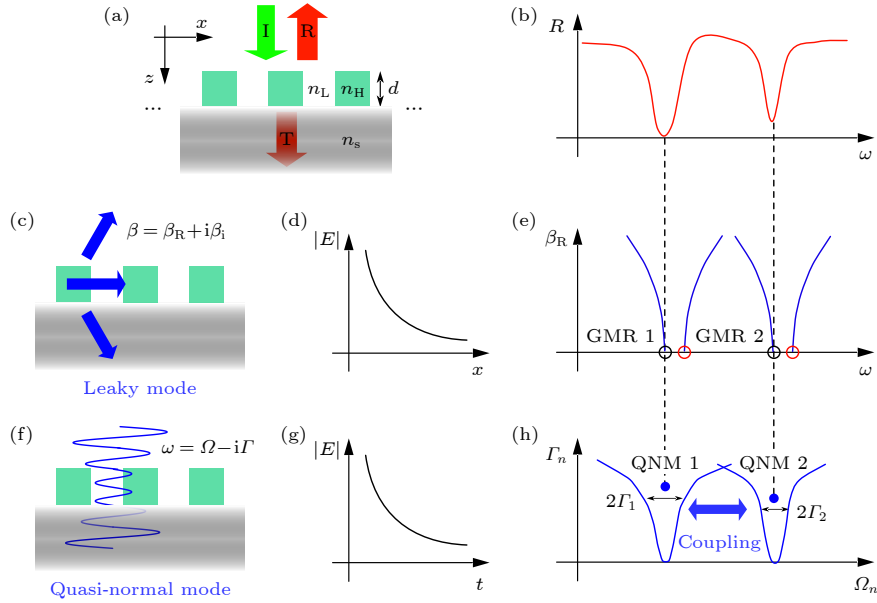 (a)
x
z
I
R
n_L
n_H
d
...
...
T
n_s
(b)
R
ω
(c)
β = β_R + iβ_i
Leaky mode
(d)
|E|
x
(e)
β_R
GMR 1
GMR 2
ω
(f)
ω = Ω − iΓ
Quasi-normal mode
(g)
|E|
t
(h)
Γ_n
QNM 1
QNM 2
2Γ_1
2Γ_2
Coupling
Ω_n